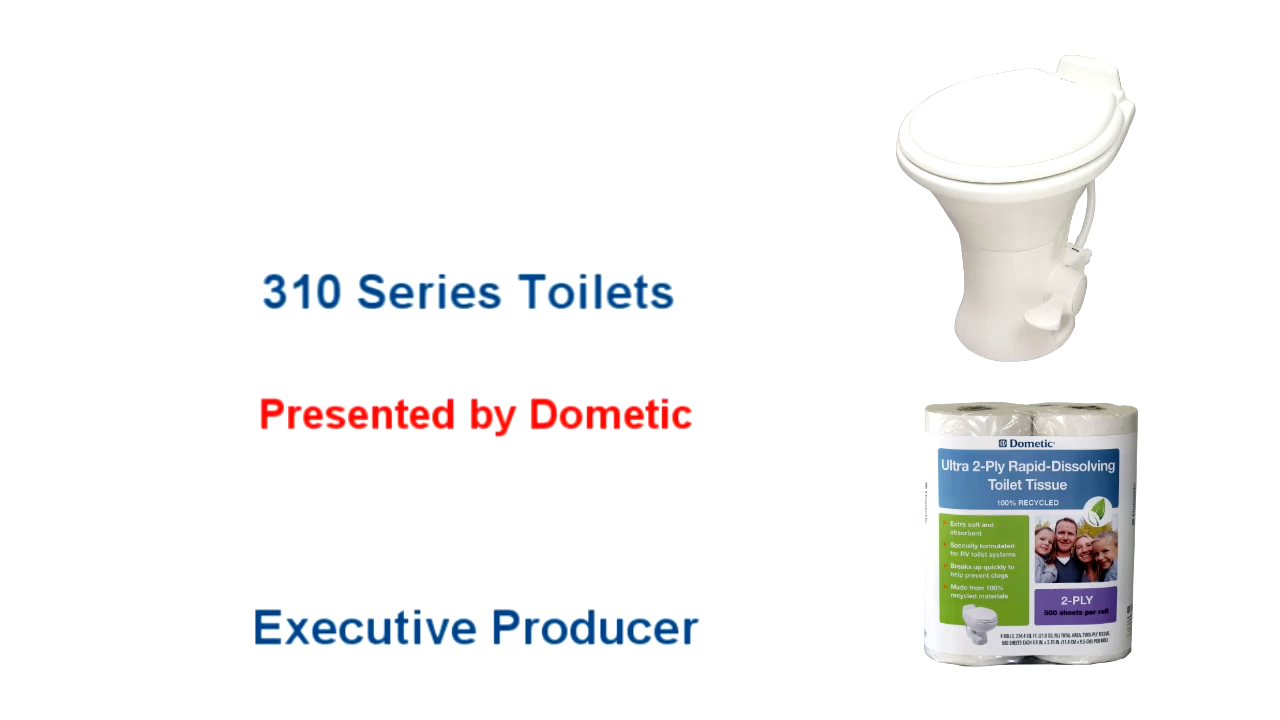 310 Series Toilets
Presented by Dometic
Executive Producer
Dometic
Ultra 2-Ply Rapid-Dissolving
Toilet Tissue
100% RECYCLED
Extra soft and
absorbent
Specially formulated
for RV toilet systems
Breaks up quickly to
help prevent clogs
Made from 100%
recycled materials
2-PLY
500 sheets per roll